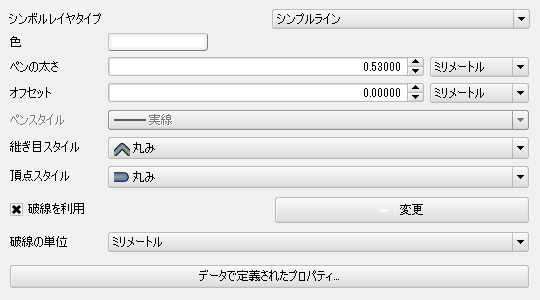 シンボルレイヤタイプ シンプルライン
色
ペンの太さ 0.53000 ミリメートル
オフセット 0.00000 ミリメートル
ペンスタイル 実線
継ぎ目スタイル 丸み
頂点スタイル 丸み
破線を利用 変更
破線の単位 ミリメートル
データで定義されたプロパティ...